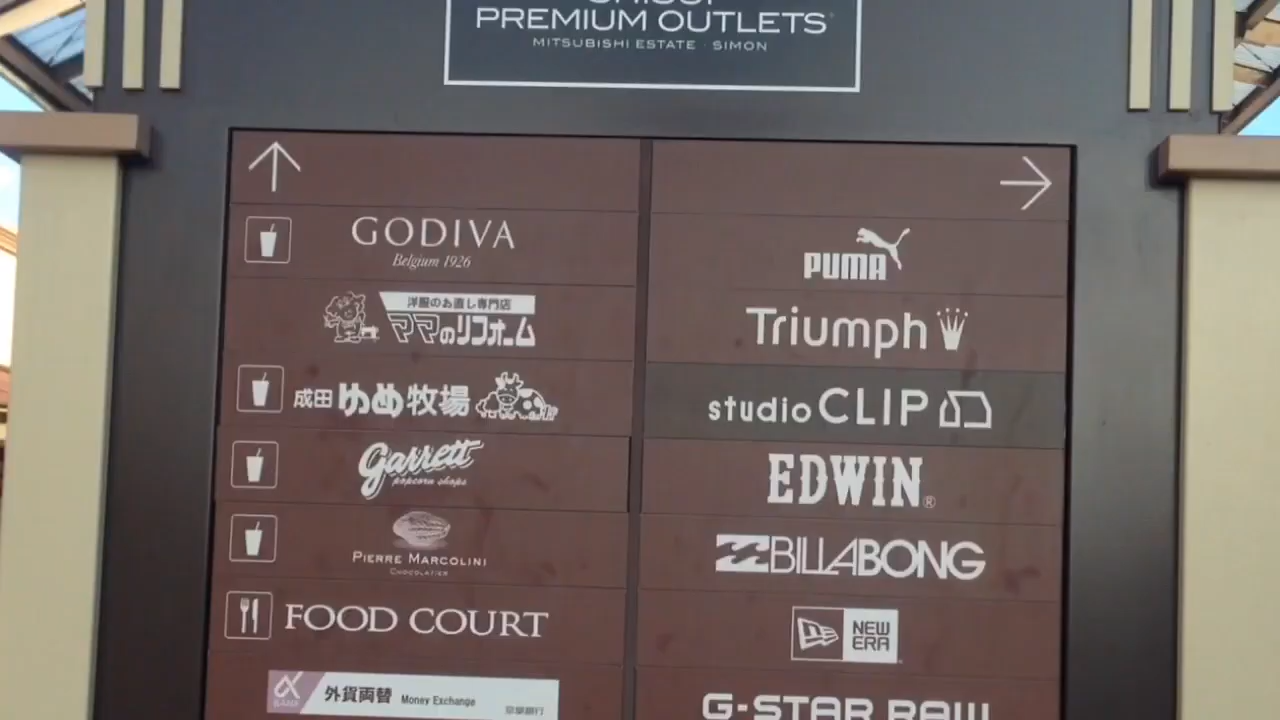 PREMIUM OUTLETS
MITSUBISHI ESTATE · SIMON
GODIVA
Belgium 1926
洋服のお直し専門店
ママのリフォーム
成田ゆめ牧場
Garrett
popcorn shops
PIERRE MARCOLINI
CHOCOLATIER
FOOD COURT
外貨両替 Money Exchange
PUMA
Triumph
studio CLIP
EDWIN®
BILLABONG
NEW
ERA
G-STAR RAW